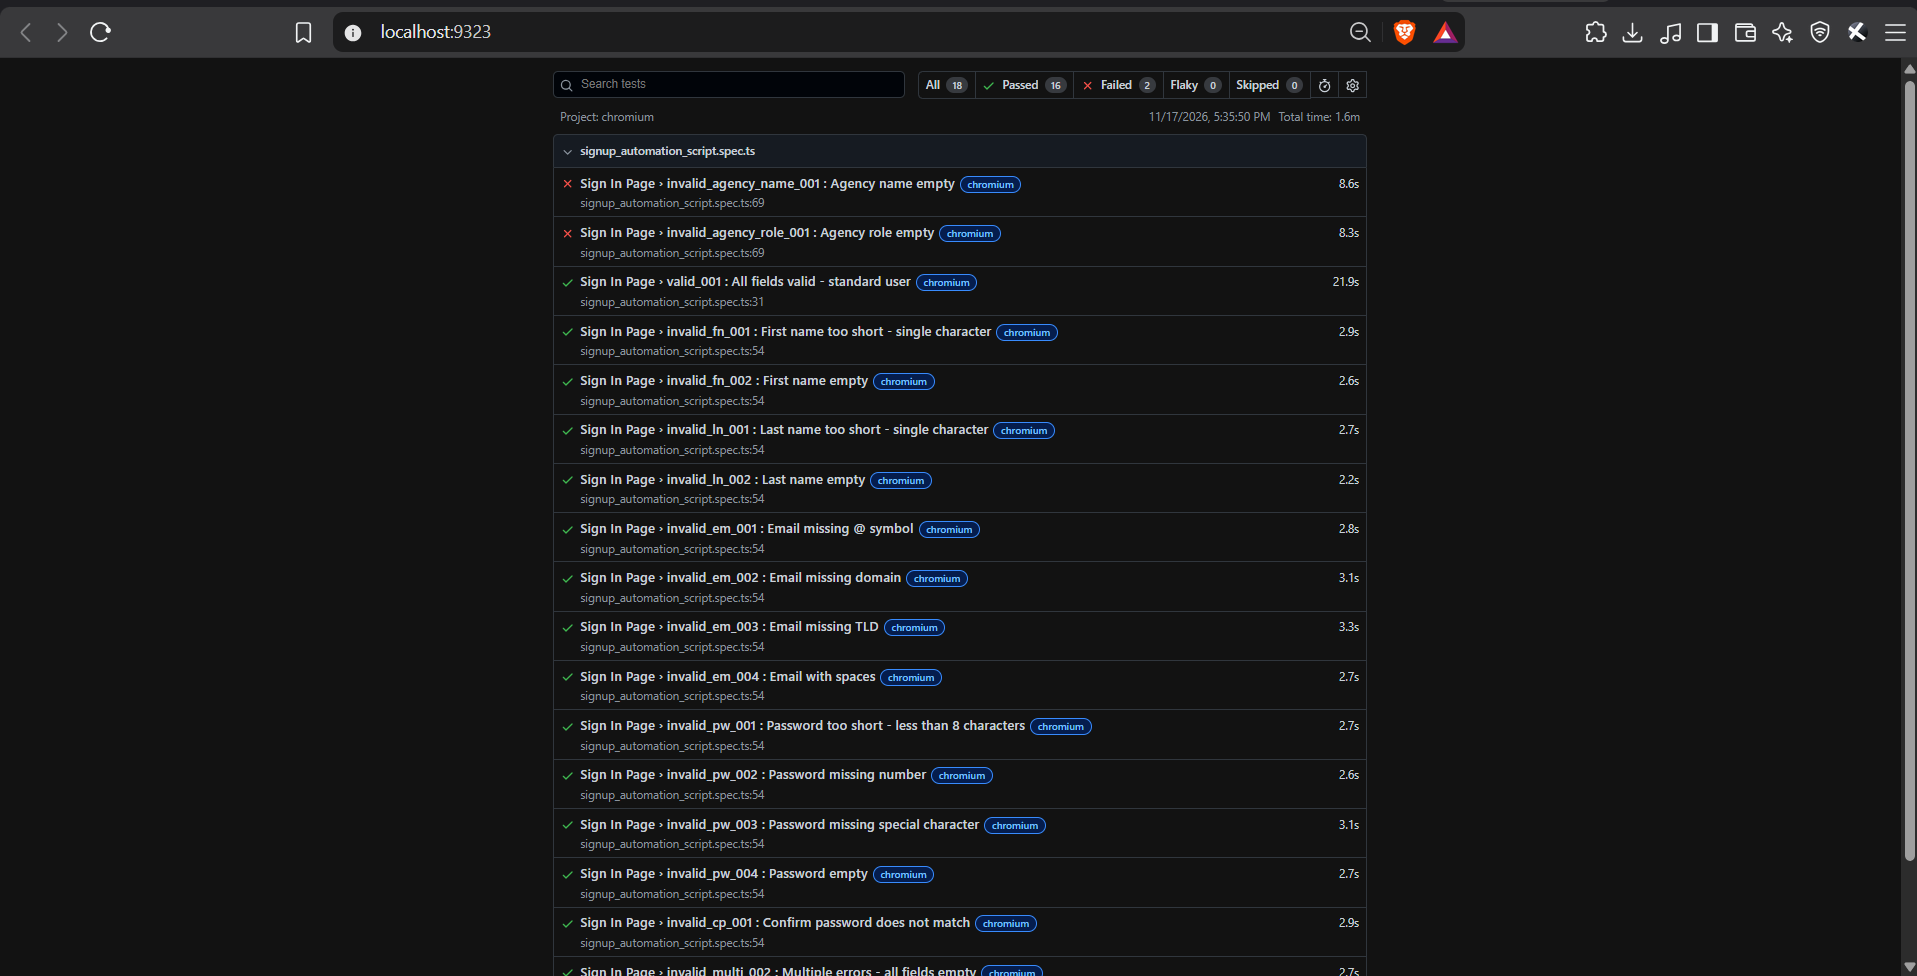 localhost:9323
Search tests
All 18 Passed 16 Failed 2 Flaky 0 Skipped 0
Project: chromium 11/17/2026, 5:35:50 PM Total time: 1.6m
signup_automation_script.spec.ts
Sign In Page › invalid_agency_name_001 : Agency name empty chromium 8.6s
signup_automation_script.spec.ts:69
Sign In Page › invalid_agency_role_001 : Agency role empty chromium 8.3s
signup_automation_script.spec.ts:69
Sign In Page › valid_001 : All fields valid - standard user chromium 21.9s
signup_automation_script.spec.ts:31
Sign In Page › invalid_fn_001 : First name too short - single character chromium 2.9s
signup_automation_script.spec.ts:54
Sign In Page › invalid_fn_002 : First name empty chromium 2.6s
signup_automation_script.spec.ts:54
Sign In Page › invalid_ln_001 : Last name too short - single character chromium 2.7s
signup_automation_script.spec.ts:54
Sign In Page › invalid_ln_002 : Last name empty chromium 2.2s
signup_automation_script.spec.ts:54
Sign In Page › invalid_em_001 : Email missing @ symbol chromium 2.8s
signup_automation_script.spec.ts:54
Sign In Page › invalid_em_002 : Email missing domain chromium 3.1s
signup_automation_script.spec.ts:54
Sign In Page › invalid_em_003 : Email missing TLD chromium 3.3s
signup_automation_script.spec.ts:54
Sign In Page › invalid_em_004 : Email with spaces chromium 2.7s
signup_automation_script.spec.ts:54
Sign In Page › invalid_pw_001 : Password too short - less than 8 characters chromium 2.7s
signup_automation_script.spec.ts:54
Sign In Page › invalid_pw_002 : Password missing number chromium 2.6s
signup_automation_script.spec.ts:54
Sign In Page › invalid_pw_003 : Password missing special character chromium 3.1s
signup_automation_script.spec.ts:54
Sign In Page › invalid_pw_004 : Password empty chromium 2.7s
signup_automation_script.spec.ts:54
Sign In Page › invalid_cp_001 : Confirm password does not match chromium 2.9s
signup_automation_script.spec.ts:54
Sign In Page › invalid_multi_002 : Multiple errors - all fields empty chromium 2.7s